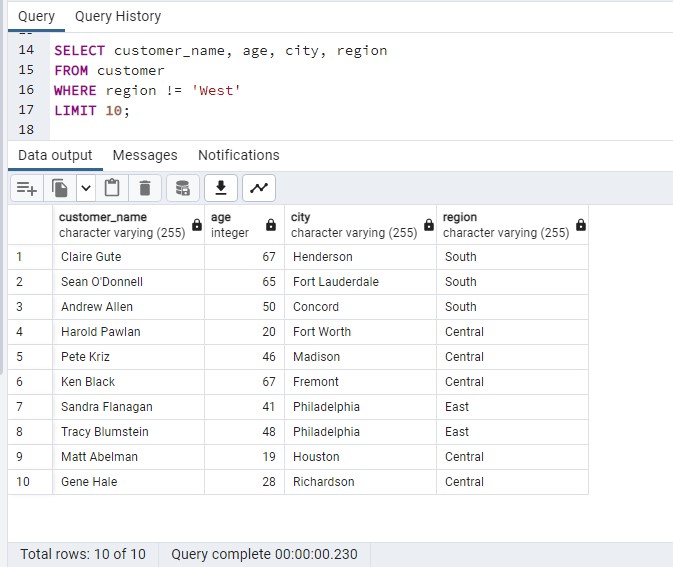 Query Query History
14 SELECT customer_name, age, city, region
15 FROM customer
16 WHERE region != 'West'
17 LIMIT 10;
18
Data output Messages Notifications
customer_name age city region
character varying (255) integer character varying (255) character varying (255)
1 Claire Gute 67 Henderson South
2 Sean O'Donnell 65 Fort Lauderdale South
3 Andrew Allen 50 Concord South
4 Harold Pawlan 20 Fort Worth Central
5 Pete Kriz 46 Madison Central
6 Ken Black 67 Fremont Central
7 Sandra Flanagan 41 Philadelphia East
8 Tracy Blumstein 48 Philadelphia East
9 Matt Abelman 19 Houston Central
10 Gene Hale 28 Richardson Central
Total rows: 10 of 10 Query complete 00:00:00.230